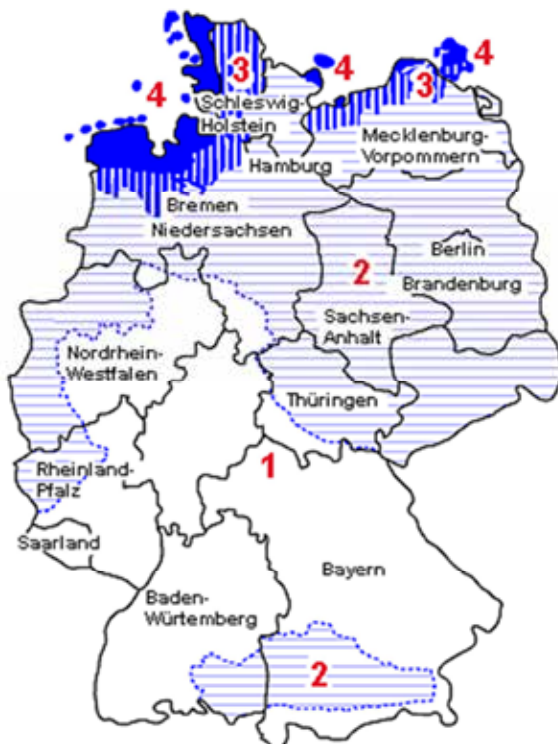 4
3
4
4
3
Schleswig-
Holstein
Mecklenburg-
Vorpommern
Hamburg
Bremen
Niedersachsen
Berlin
2
Brandenburg
Sachsen-
Anhalt
Nordrhein-
Westfalen
Thüringen
1
Rheinland-
Pfalz
Saarland
Bayern
Baden-
Würtemberg
2